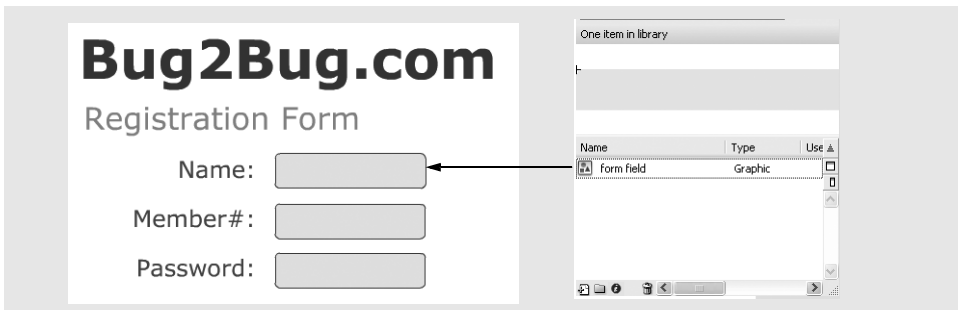 Bug2Bug.com
Registration Form
Name:
Member#:
Password:
One item in library
Name Type Use
form field Graphic